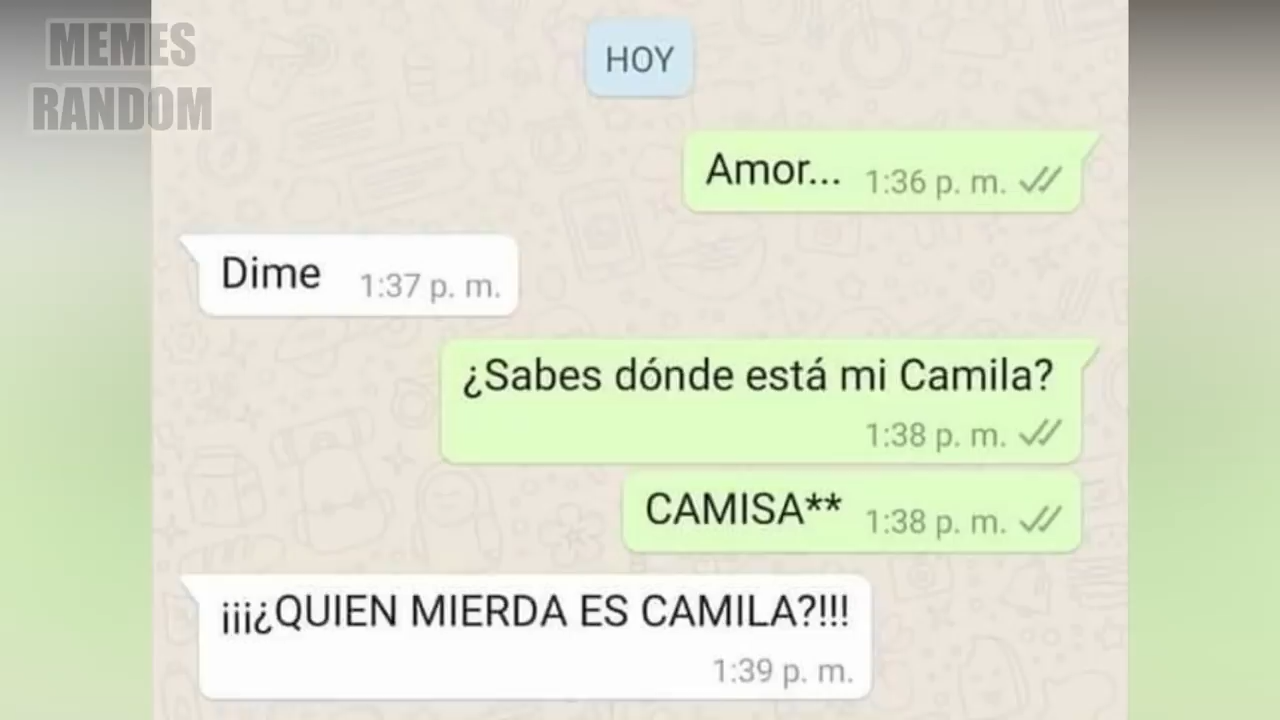 MEMES
RANDOM
HOY
Amor... 1:36 p. m.
Dime 1:37 p. m.
¿Sabes dónde está mi Camila?
1:38 p. m.
CAMISA** 1:38 p. m.
¡¡¡¿QUIEN MIERDA ES CAMILA?!!!
1:39 p. m.